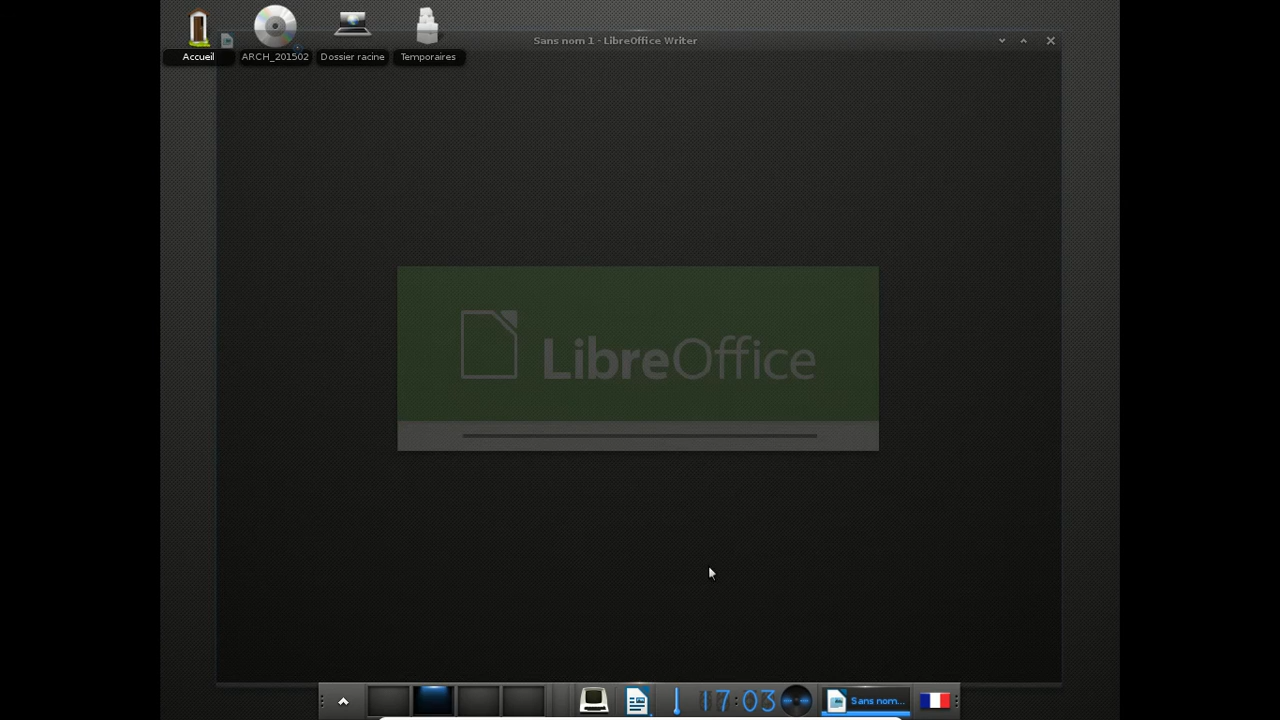 Sans nom 1 - LibreOffice Writer
Accueil
ARCH_201502
Dossier racine
Temporaires
LibreOffice
17:03
Sans nom...